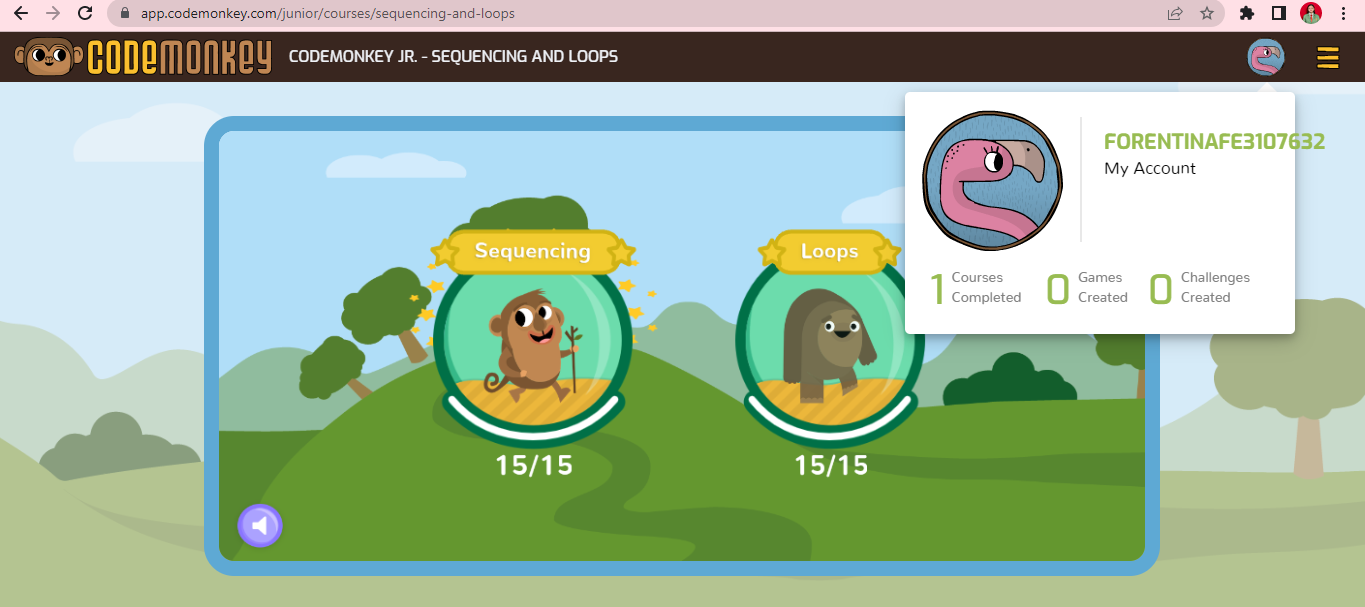 app.codemonkey.com/junior/courses/sequencing-and-loops
CODEMONKEY
CODEMONKEY JR. - SEQUENCING AND LOOPS
FORENTINAFE3107632
My Account
1 Courses Completed
0 Games Created
0 Challenges Created
Sequencing
Loops
15/15
15/15